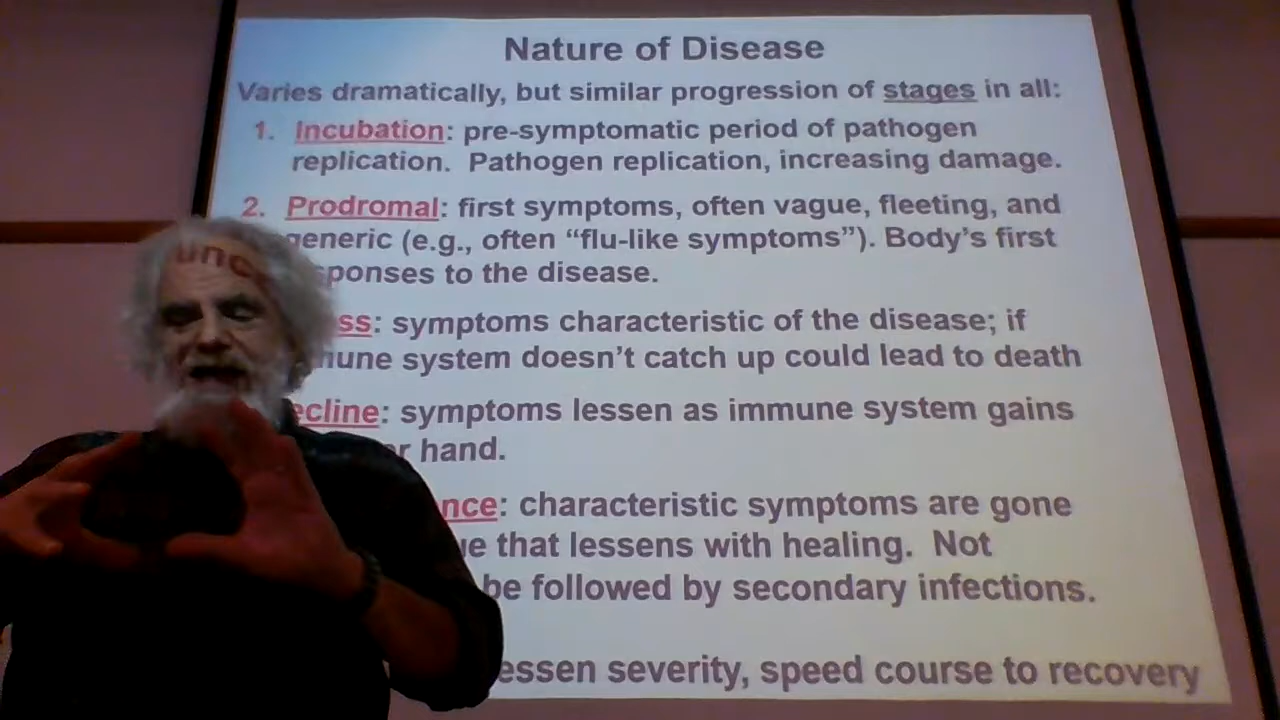 Nature of Disease
Varies dramatically, but similar progression of stages in all:
1. Incubation: pre-symptomatic period of pathogen
replication. Pathogen replication, increasing damage.
2. Prodromal: first symptoms, often vague, fleeting, and
generic (e.g., often “flu-like symptoms”). Body’s first
sponses to the disease.
ss: symptoms characteristic of the disease; if
une system doesn’t catch up could lead to death
ecline: symptoms lessen as immune system gains
r hand.
nce: characteristic symptoms are gone
ue that lessens with healing. Not
be followed by secondary infections.
essen severity, speed course to recovery